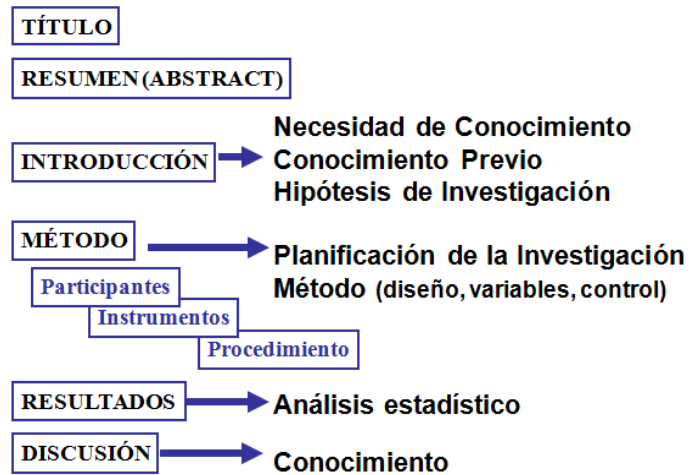 TÍTULO
RESUMEN (ABSTRACT)
INTRODUCCIÓN
Necesidad de Conocimiento
Conocimiento Previo
Hipótesis de Investigación
MÉTODO
Planificación de la Investigación
Método (diseño, variables, control)
Participantes
Instrumentos
Procedimiento
RESULTADOS
Análisis estadístico
DISCUSIÓN
Conocimiento